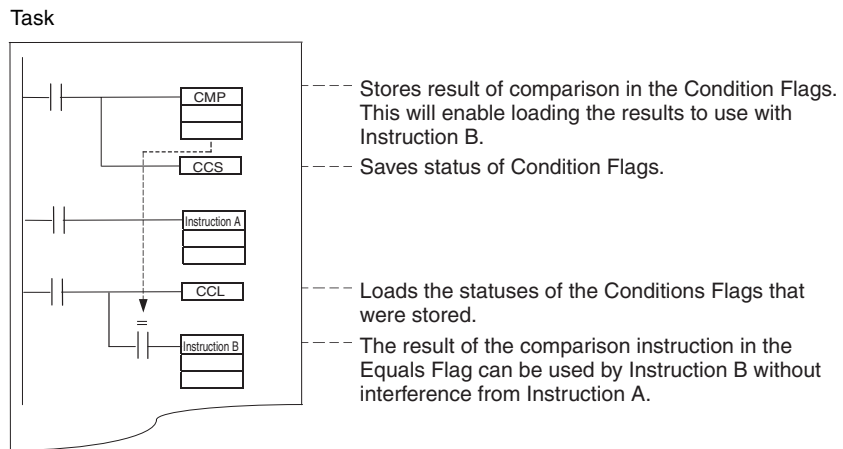 Task
CMP
Stores result of comparison in the Condition Flags.
This will enable loading the results to use with
Instruction B.
CCS
Saves status of Condition Flags.
Instruction A
CCL
Loads the statuses of the Conditions Flags that
were stored.
=
Instruction B
The result of the comparison instruction in the
Equals Flag can be used by Instruction B without
interference from Instruction A.